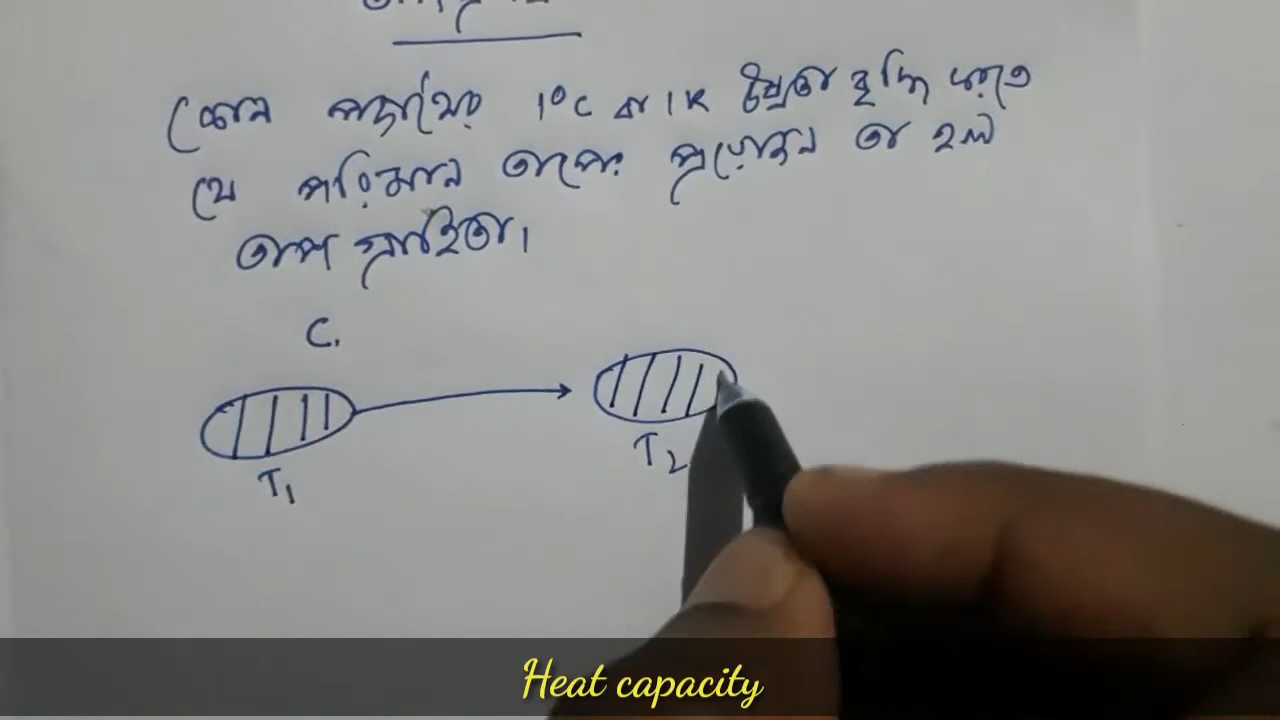 কোন পদার্থের 1°C বা 1K উষ্ণতা বৃদ্ধি করতে
যে পরিমান তাপের প্রয়োজন তা হল
তাপ গ্রাহিতা।
C.
T₁
T₂
Heat capacity